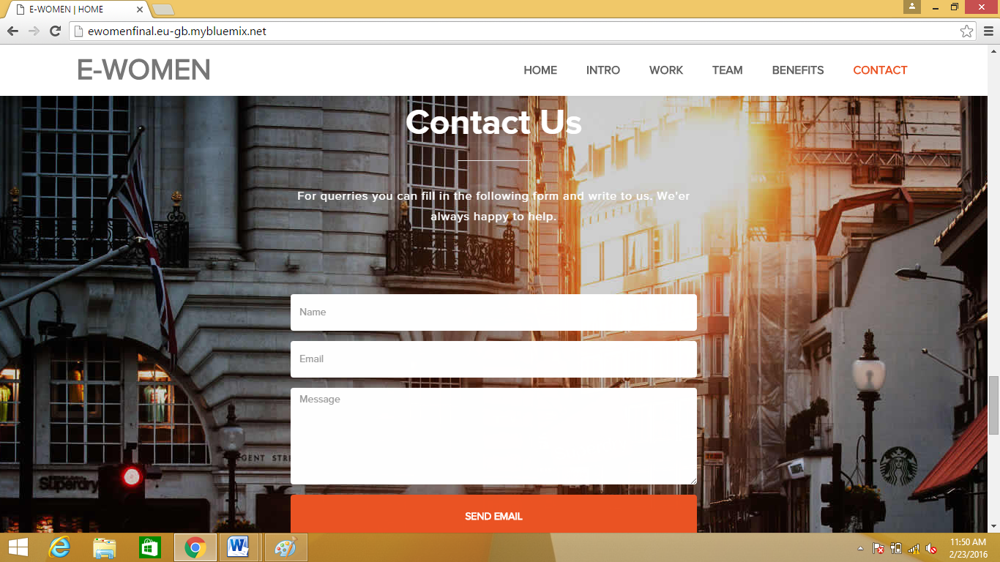 E-WOMEN | HOME
ewomenfinal.eu-gb.mybluemix.net
E-WOMEN
HOME INTRO WORK TEAM BENEFITS CONTACT
Contact Us
For querries you can fill in the following form and write to us. We'er
always happy to help.
Name
Email
Message
GENT STRE
Superdry
SEND EMAIL
11:50 AM
2/23/2016